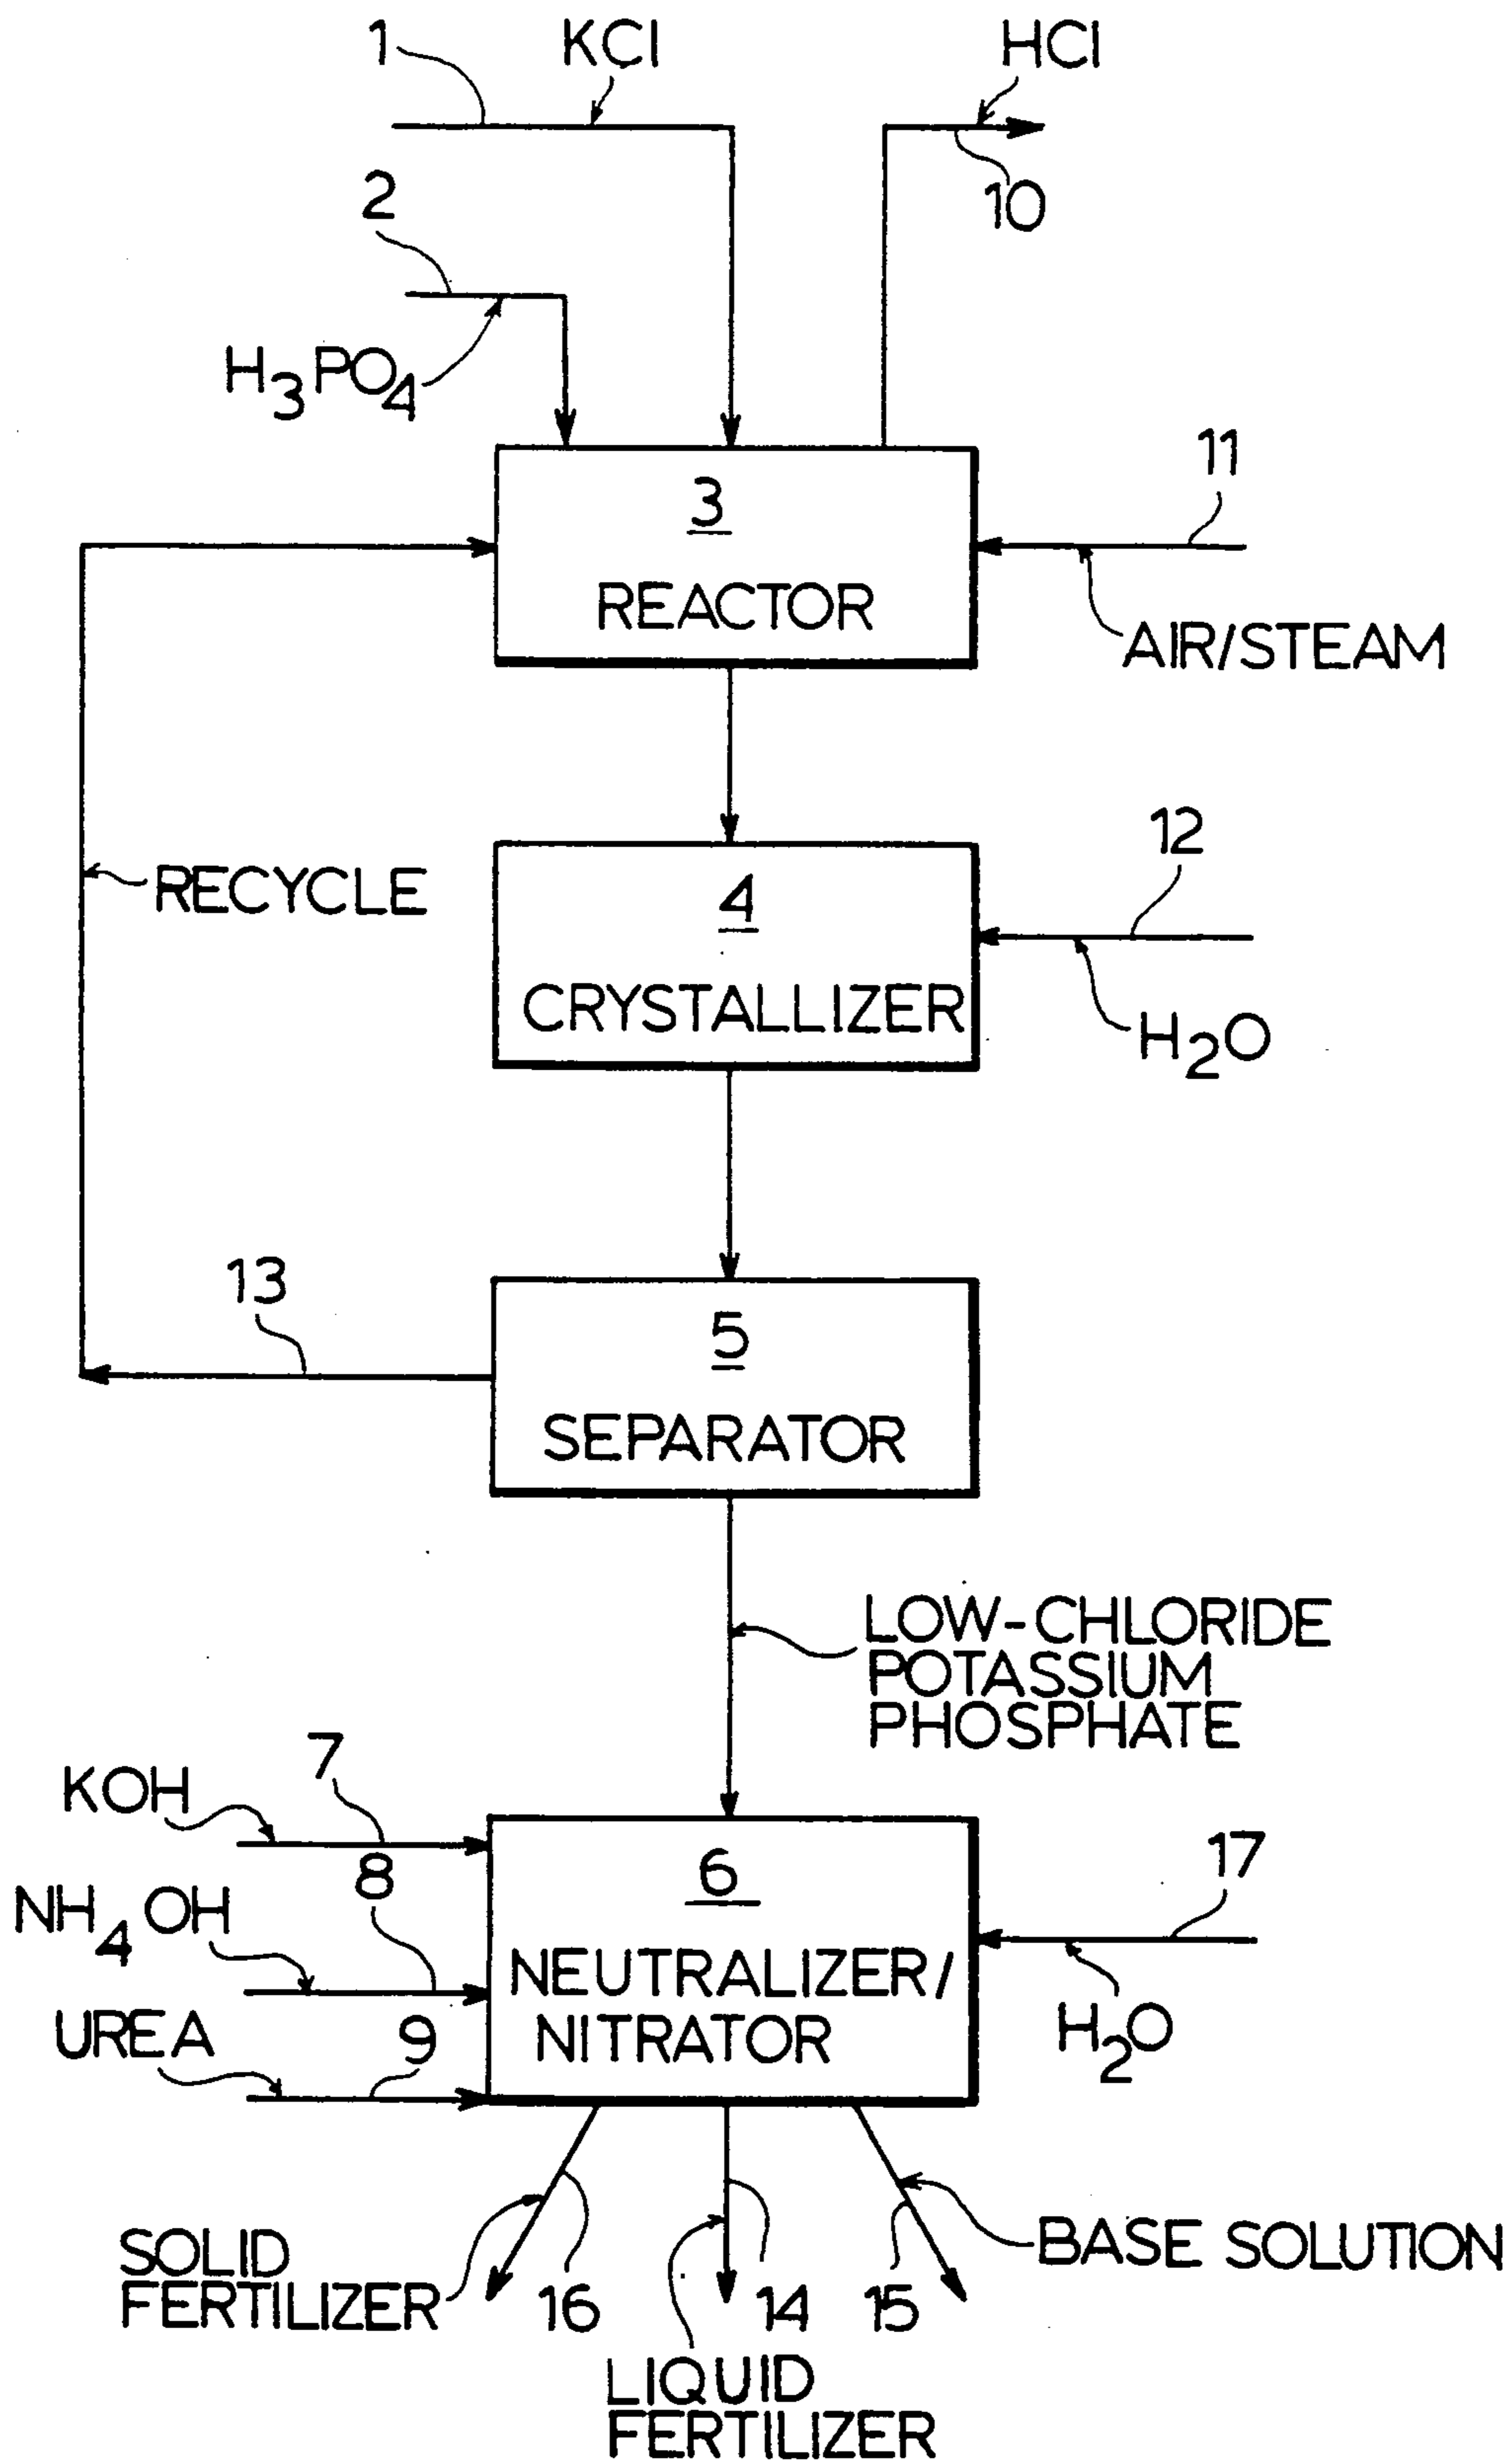 1
KCl
HCl
10
2
H3PO4
3
REACTOR
11
AIR/STEAM
RECYCLE
4
CRYSTALLIZER
12
H2O
13
5
SEPARATOR
LOW-CHLORIDE
POTASSIUM
PHOSPHATE
KOH
7
8
NH4OH
UREA
9
6
NEUTRALIZER/
NITRATOR
17
H2O
SOLID
FERTILIZER
16
14
15
BASE SOLUTION
LIQUID
FERTILIZER